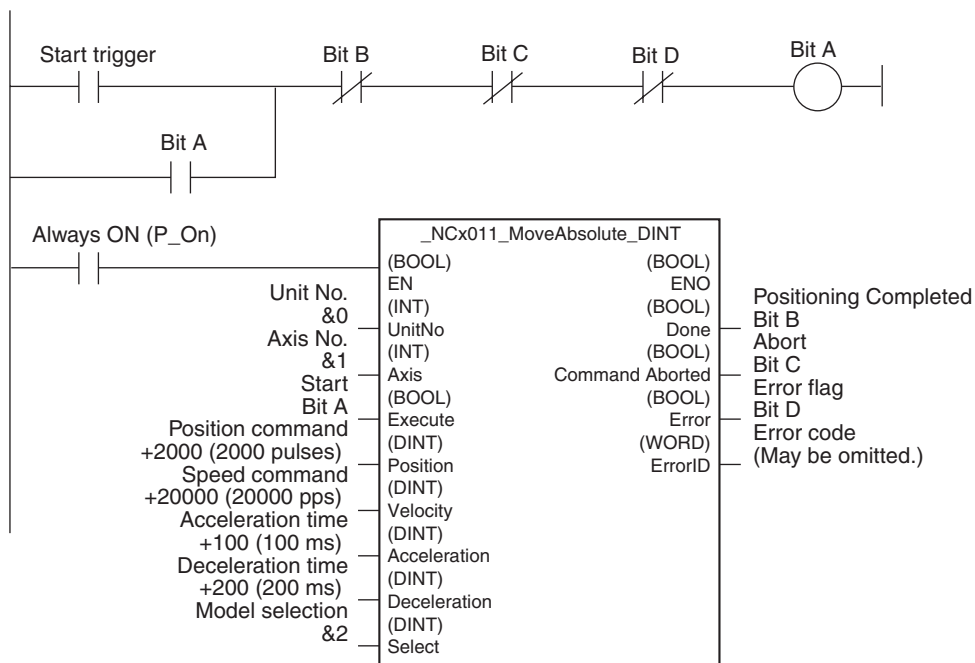 Start trigger
Bit B
Bit C
Bit D
Bit A
Bit A
Always ON (P_On)
_NCx011_MoveAbsolute_DINT
(BOOL)
EN
(BOOL)
ENO
Unit No.
&0
(INT)
UnitNo
(BOOL)
Done
Positioning Completed
Bit B
Axis No.
&1
(INT)
Axis
(BOOL)
Command Aborted
Abort
Bit C
Start
Bit A
(BOOL)
Execute
(BOOL)
Error
Error flag
Bit D
Position command
+2000 (2000 pulses)
(DINT)
Position
(WORD)
ErrorID
Error code
(May be omitted.)
Speed command
+20000 (20000 pps)
(DINT)
Velocity
Acceleration time
+100 (100 ms)
(DINT)
Acceleration
Deceleration time
+200 (200 ms)
(DINT)
Deceleration
Model selection
&2
(DINT)
Select